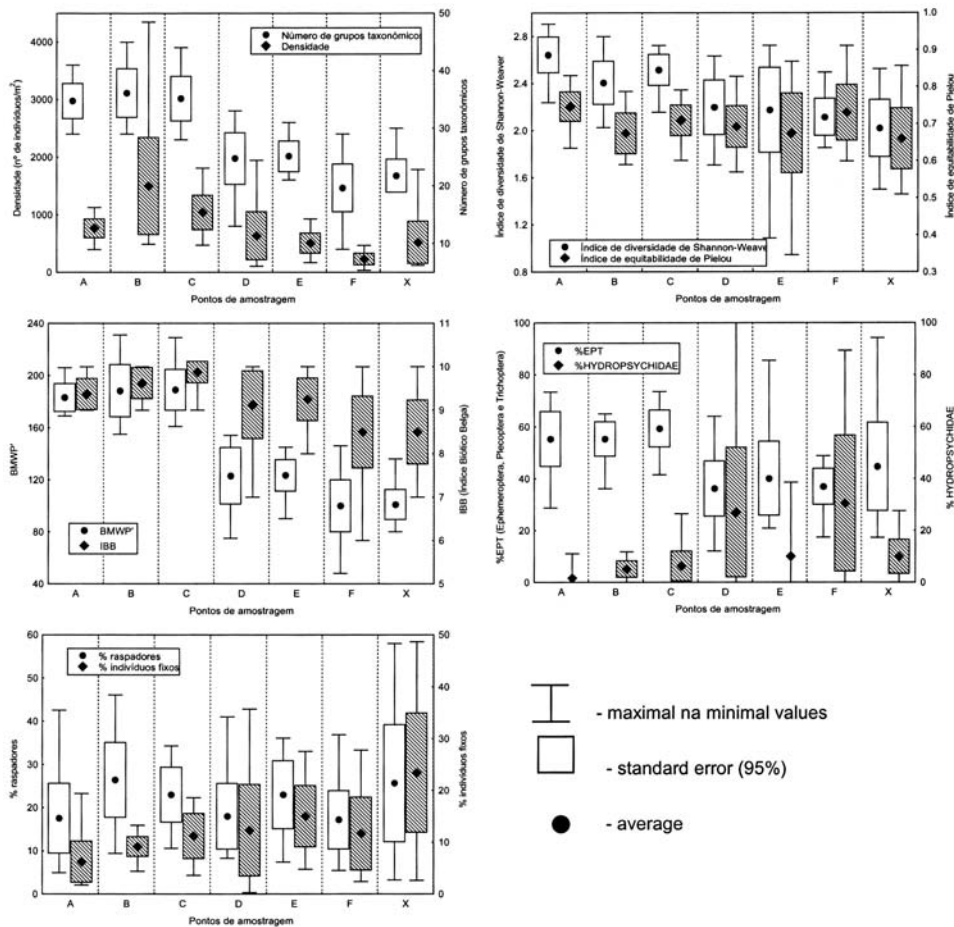 Número de grupos taxonômicos
Densidade
Densidade (nº de indivíduos/m²)
4000
3000
2000
1000
0
50
40
30
20
10
0
Número de grupos taxonômicos
A B C D E F X
Pontos de amostragem
Índice de diversidade de Shannon-Weaver
2.8
2.4
2.0
1.6
1.2
0.8
1.0
0.9
0.8
0.7
0.6
0.5
0.4
0.3
Índice de equitabilidade de Pielou
Índice de diversidade de Shannon-Weaver
Índice de equitabilidade de Pielou
A B C D E F X
Pontos de amostragem
BMWP'
240
200
160
120
80
40
11
10
9
8
7
6
5
IBB (Índice Biótico Belga)
BMWP'
IBB
A B C D E F X
Pontos de amostragem
%EPT (Ephemeroptera, Plecoptera e Trichoptera)
100
80
60
40
20
0
100
80
60
40
20
0
% HYDROPSYCHIDAE
%EPT
%HYDROPSYCHIDAE
A B C D E F X
Pontos de amostragem
% raspadores
60
50
40
30
20
10
0
50
40
30
20
10
0
% indivíduos fixos
% raspadores
% indivíduos fixos
A B C D E F X
Pontos de amostragem
- maximal na minimal values
- standard error (95%)
- average